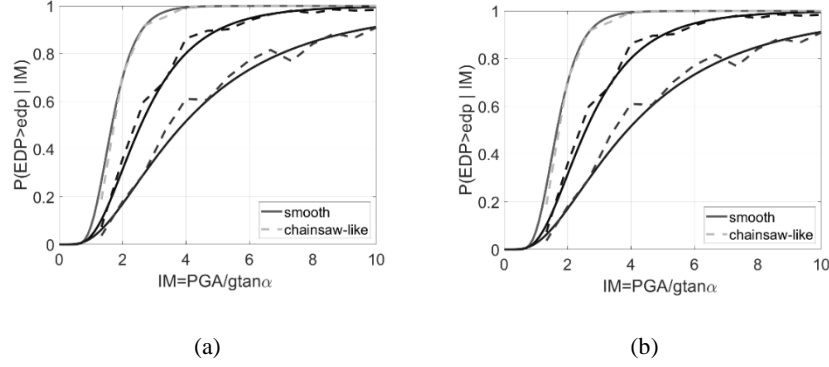 1
0.8
0.6
0.4
0.2
0
P(EDP>edp | IM)
smooth
chainsaw-like
0 2 4 6 8 10
IM=PGA/gtanα
(a)
1
0.8
0.6
0.4
0.2
0
P(EDP>edp | IM)
smooth
chainsaw-like
0 2 4 6 8 10
IM=PGA/gtanα
(b)